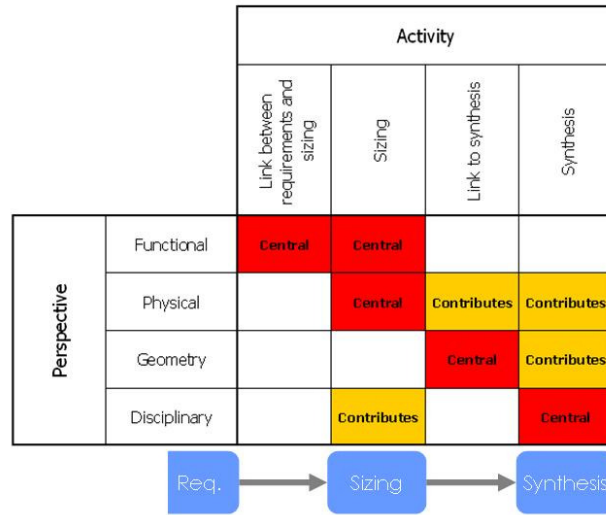 Activity
Link between
requirements and
sizing
Sizing
Link to synthesis
Synthesis
Perspective
Functional
Central
Central
Physical
Central
Contributes
Contributes
Geometry
Central
Contributes
Disciplinary
Contributes
Central
Req.
Sizing
Synthesis